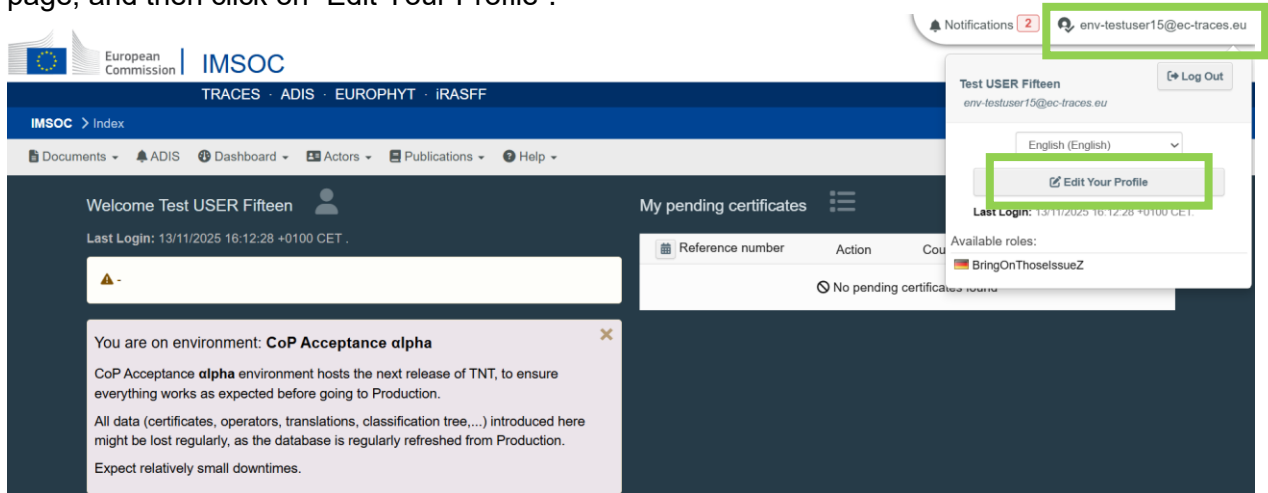 page, and then click on "Edit Your Profile".
Notifications 2 env-testuser15@ec-traces.eu
European
Commission
IMSOC
Test USER Fifteen
Log Out
env-testuser15@ec-traces.eu
TRACES · ADIS · EUROPHYT · iRASFF
IMSOC > Index
English (English)
Documents ADIS Dashboard Actors Publications Help
Edit Your Profile
Last Login: 13/11/2025 16:12:28 +0100 CET.
Available roles:
BringOnThoseIssueZ
Welcome Test USER Fifteen
Last Login: 13/11/2025 16:12:28 +0100 CET .
-
My pending certificates
Reference number Action Cou
No pending certificates found
You are on environment: CoP Acceptance αlpha
CoP Acceptance αlpha environment hosts the next release of TNT, to ensure
everything works as expected before going to Production.
All data (certificates, operators, translations, classification tree,...) introduced here
might be lost regularly, as the database is regularly refreshed from Production.
Expect relatively small downtimes.